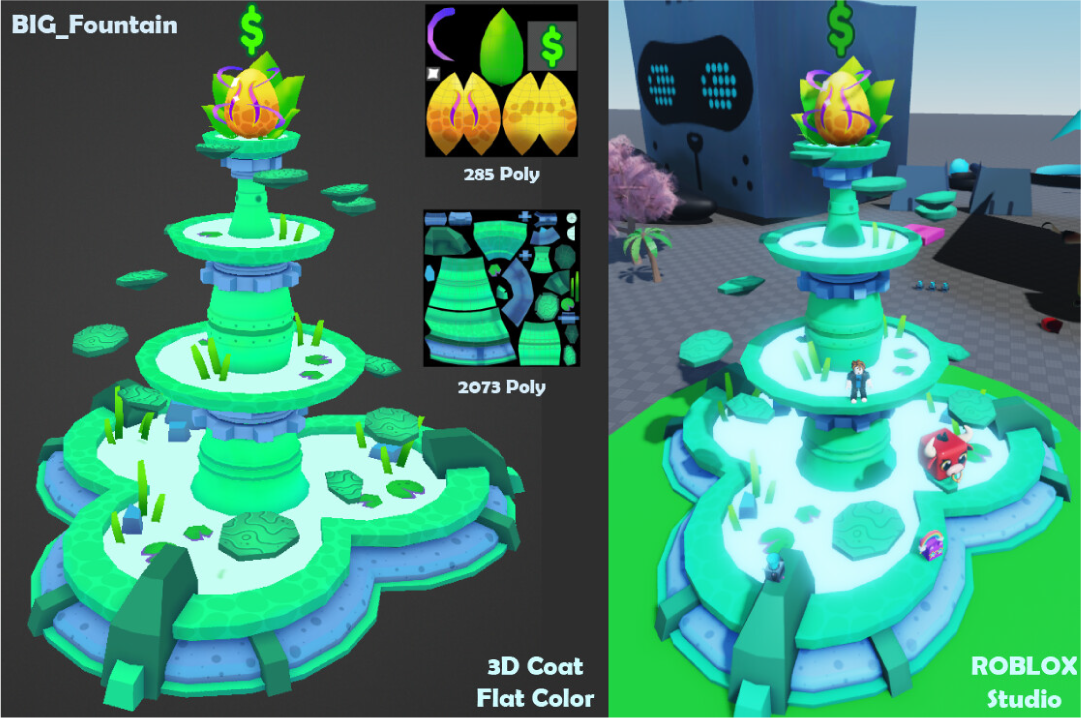 BIG_Fountain
$
$
285 Poly
2073 Poly
3D Coat
Flat Color
$
ROBLOX
Studio